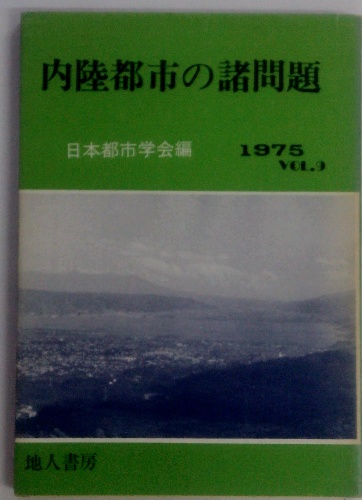 内陸都市の諸問題
日本都市学会編 1975
VOL.9
地人書房